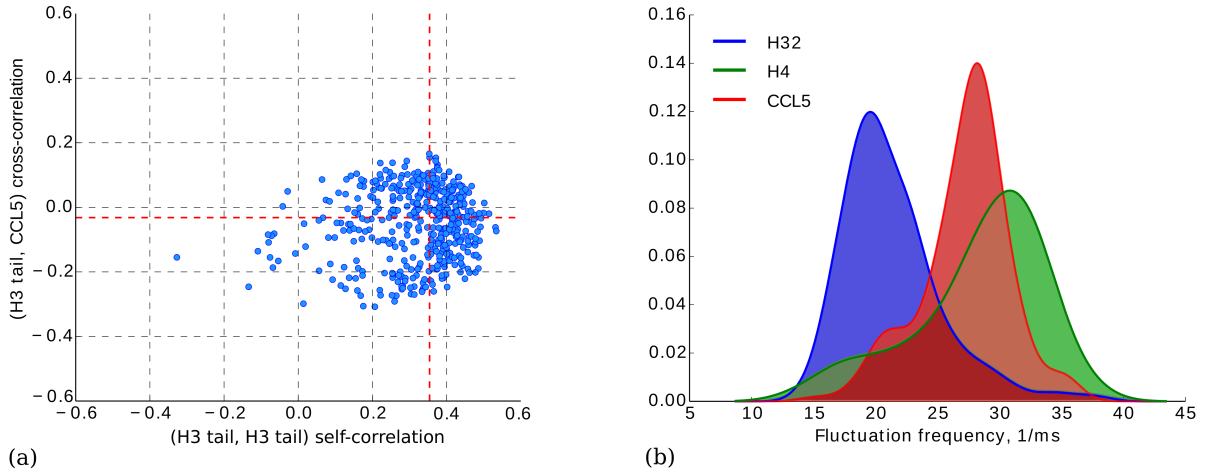 0.6
0.4
0.2
0.0
−0.2
−0.4
−0.6
−0.6 −0.4 −0.2 0.0 0.2 0.4 0.6
(H3 tail, CCL5) cross-correlation
(H3 tail, H3 tail) self-correlation
(a)
0.16
0.14
0.12
0.10
0.08
0.06
0.04
0.02
0.00
H32
H4
CCL5
5 10 15 20 25 30 35 40 45
Fluctuation frequency, 1/ms
(b)